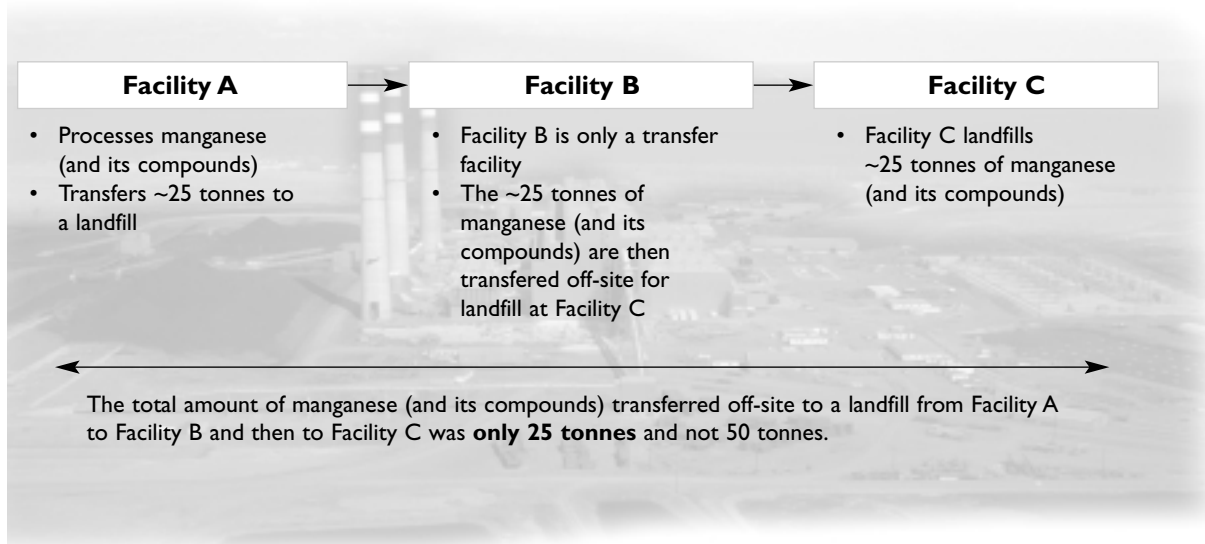 Facility A
Facility B
Facility C
• Processes manganese
(and its compounds)
• Transfers ~25 tonnes to
a landfill
• Facility B is only a transfer
facility
• The ~25 tonnes of
manganese (and its
compounds) are then
transfered off-site for
landfill at Facility C
• Facility C landfills
~25 tonnes of manganese
(and its compounds)
The total amount of manganese (and its compounds) transferred off-site to a landfill from Facility A
to Facility B and then to Facility C was only 25 tonnes and not 50 tonnes.